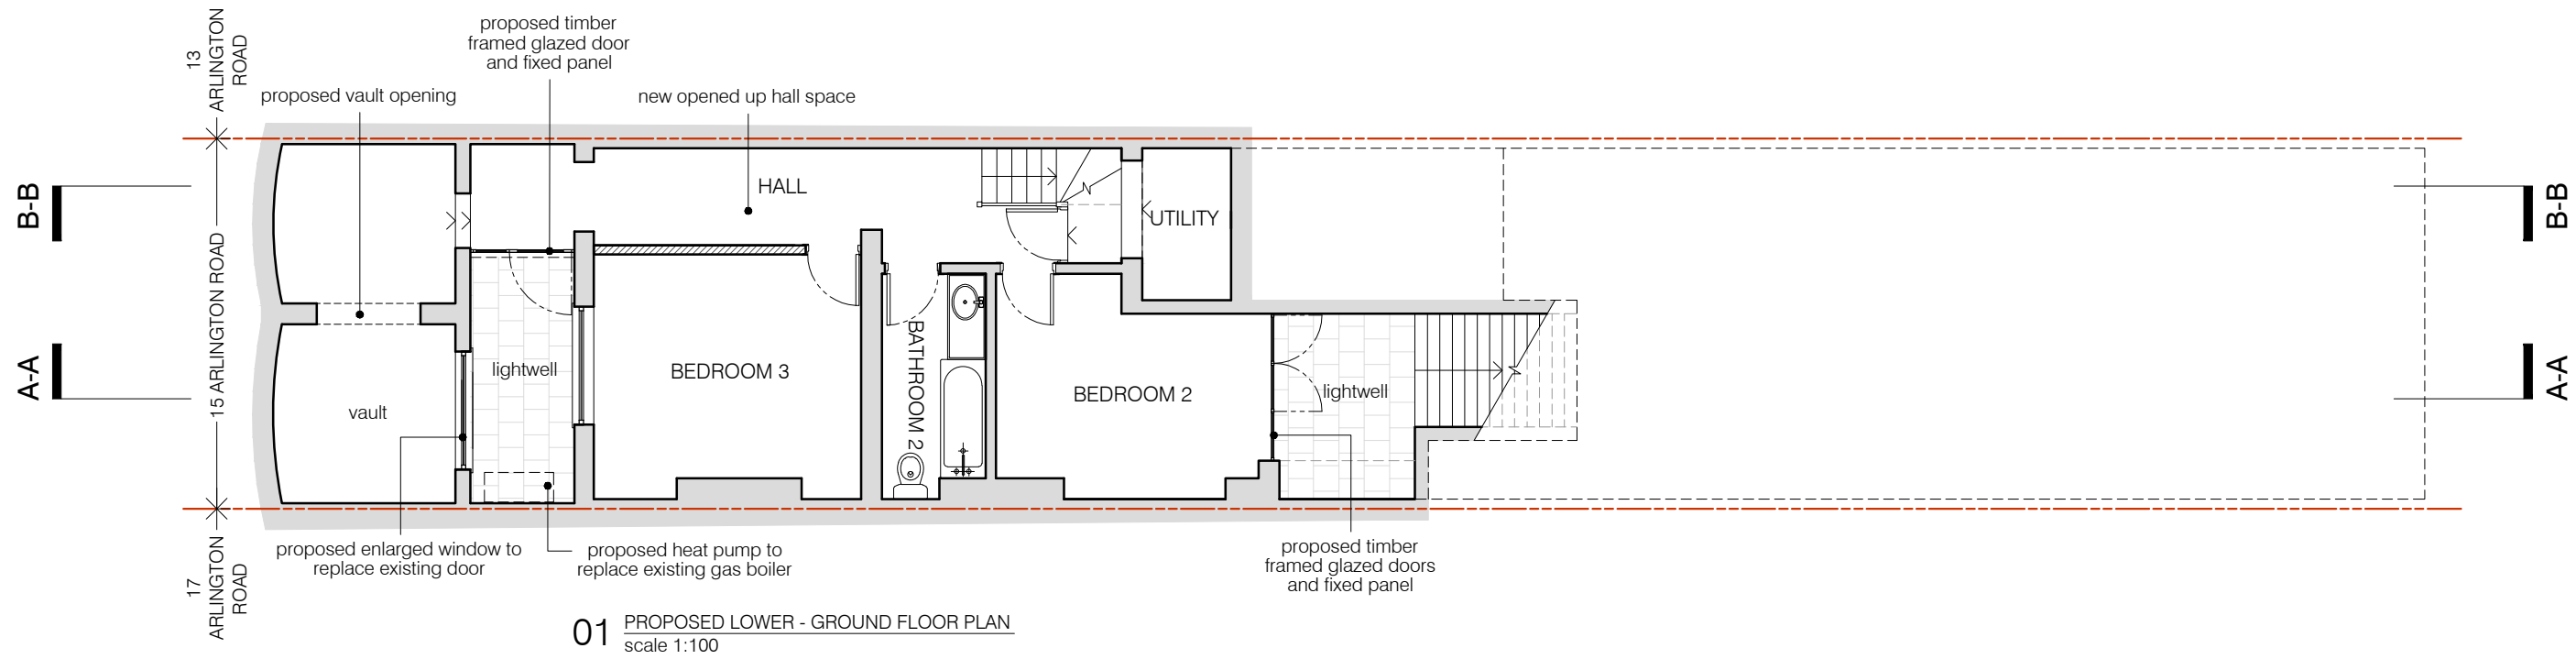 13
ARLINGTON
ROAD
proposed timber
framed glazed door
and fixed panel
proposed vault opening
new opened up hall space
B-B
HALL
UTILITY
B-B
15 ARLINGTON ROAD
A-A
vault
lightwell
BEDROOM 3
BATHROOM 2
BEDROOM 2
lightwell
A-A
17
ARLINGTON
ROAD
proposed enlarged window to
replace existing door
proposed heat pump to
replace existing gas boiler
proposed timber
framed glazed doors
and fixed panel
01 PROPOSED LOWER - GROUND FLOOR PLAN
scale 1:100